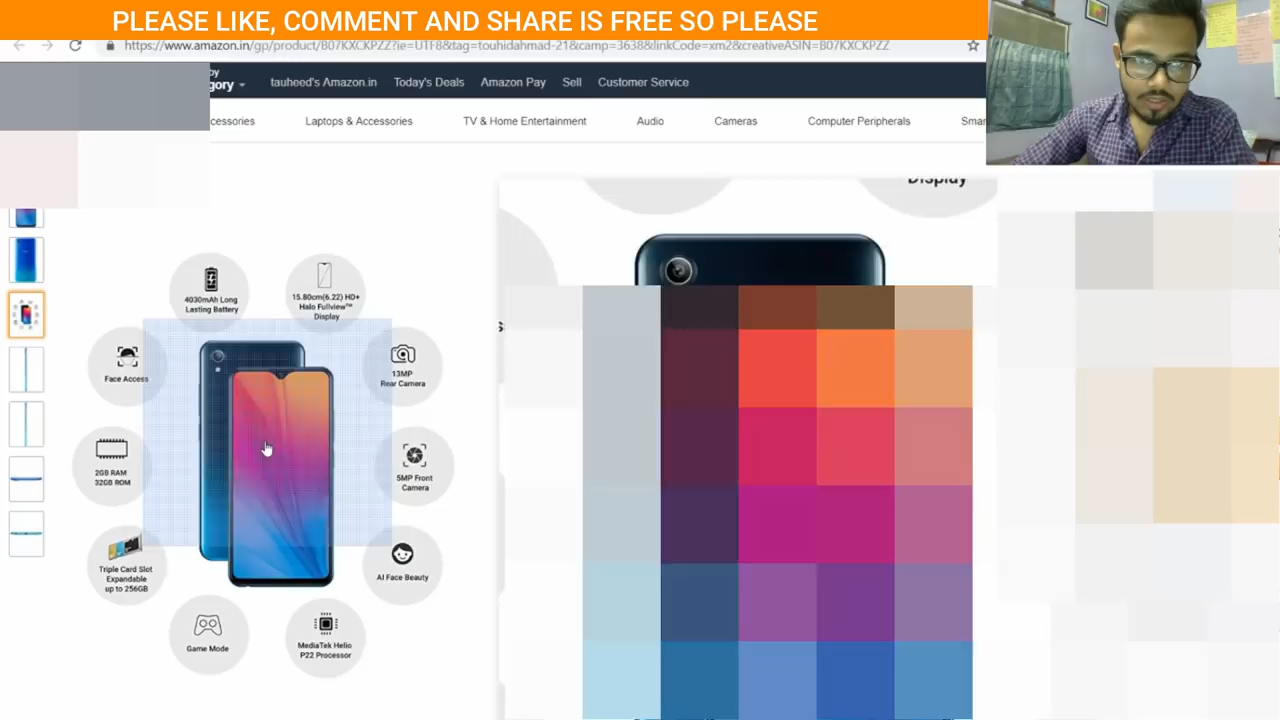 PLEASE LIKE, COMMENT AND SHARE IS FREE SO PLEASE
https://www.amazon.in/gp/product/B07KXCKPZZ?ie=UTF8&tag=touhidahmad-21&camp=3638&linkCode=xm2&creativeASIN=B07KXCKPZZ
by
gory
tauheed's Amazon.in Today's Deals Amazon Pay Sell Customer Service
cessories Laptops & Accessories TV & Home Entertainment Audio Cameras Computer Peripherals Smar
Display
4030mAh Long
Lasting Battery
15.80cm(6.22) HD+
Halo Fullview™
Display
Face Access
13MP
Rear Camera
2GB RAM
32GB ROM
5MP Front
Camera
Triple Card Slot
Expandable
up to 256GB
AI Face Beauty
Game Mode
MediaTek Helio
P22 Processor